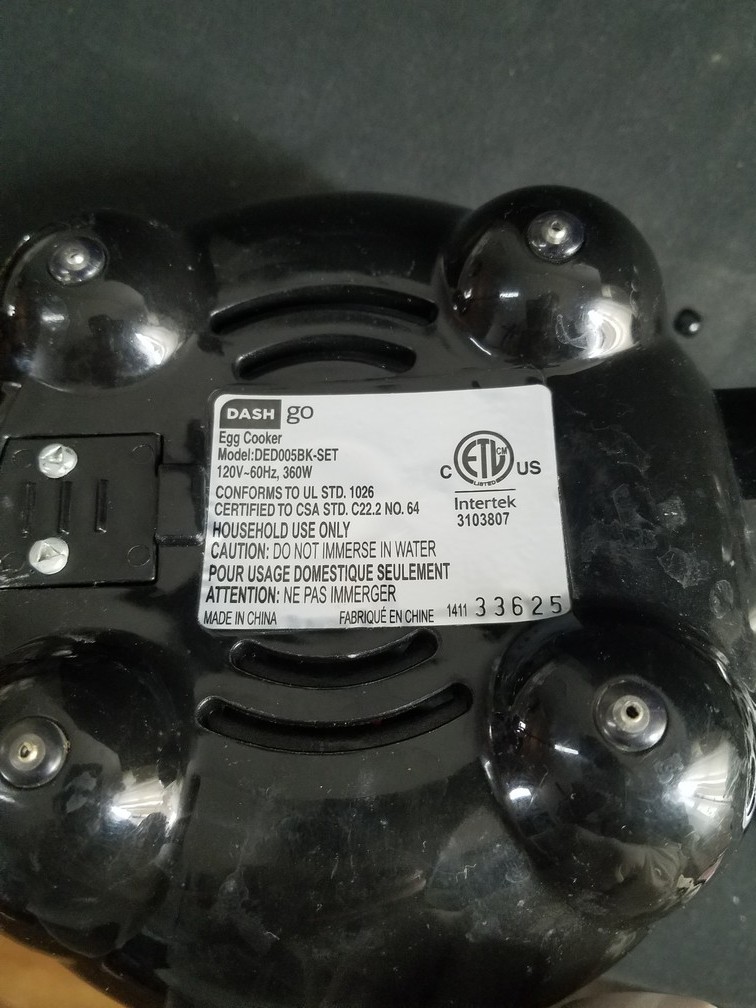 DASH go
Egg Cooker
Model:DED005BK-SET
120V~60Hz, 360W
CONFORMS TO UL STD. 1026
CERTIFIED TO CSA STD. C22.2 NO. 64
HOUSEHOLD USE ONLY
CAUTION: DO NOT IMMERSE IN WATER
POUR USAGE DOMESTIQUE SEULEMENT
ATTENTION: NE PAS IMMERGER
MADE IN CHINA FABRIQUÉ EN CHINE 1411 33625
C ETL CM US
LISTED
Intertek
3103807